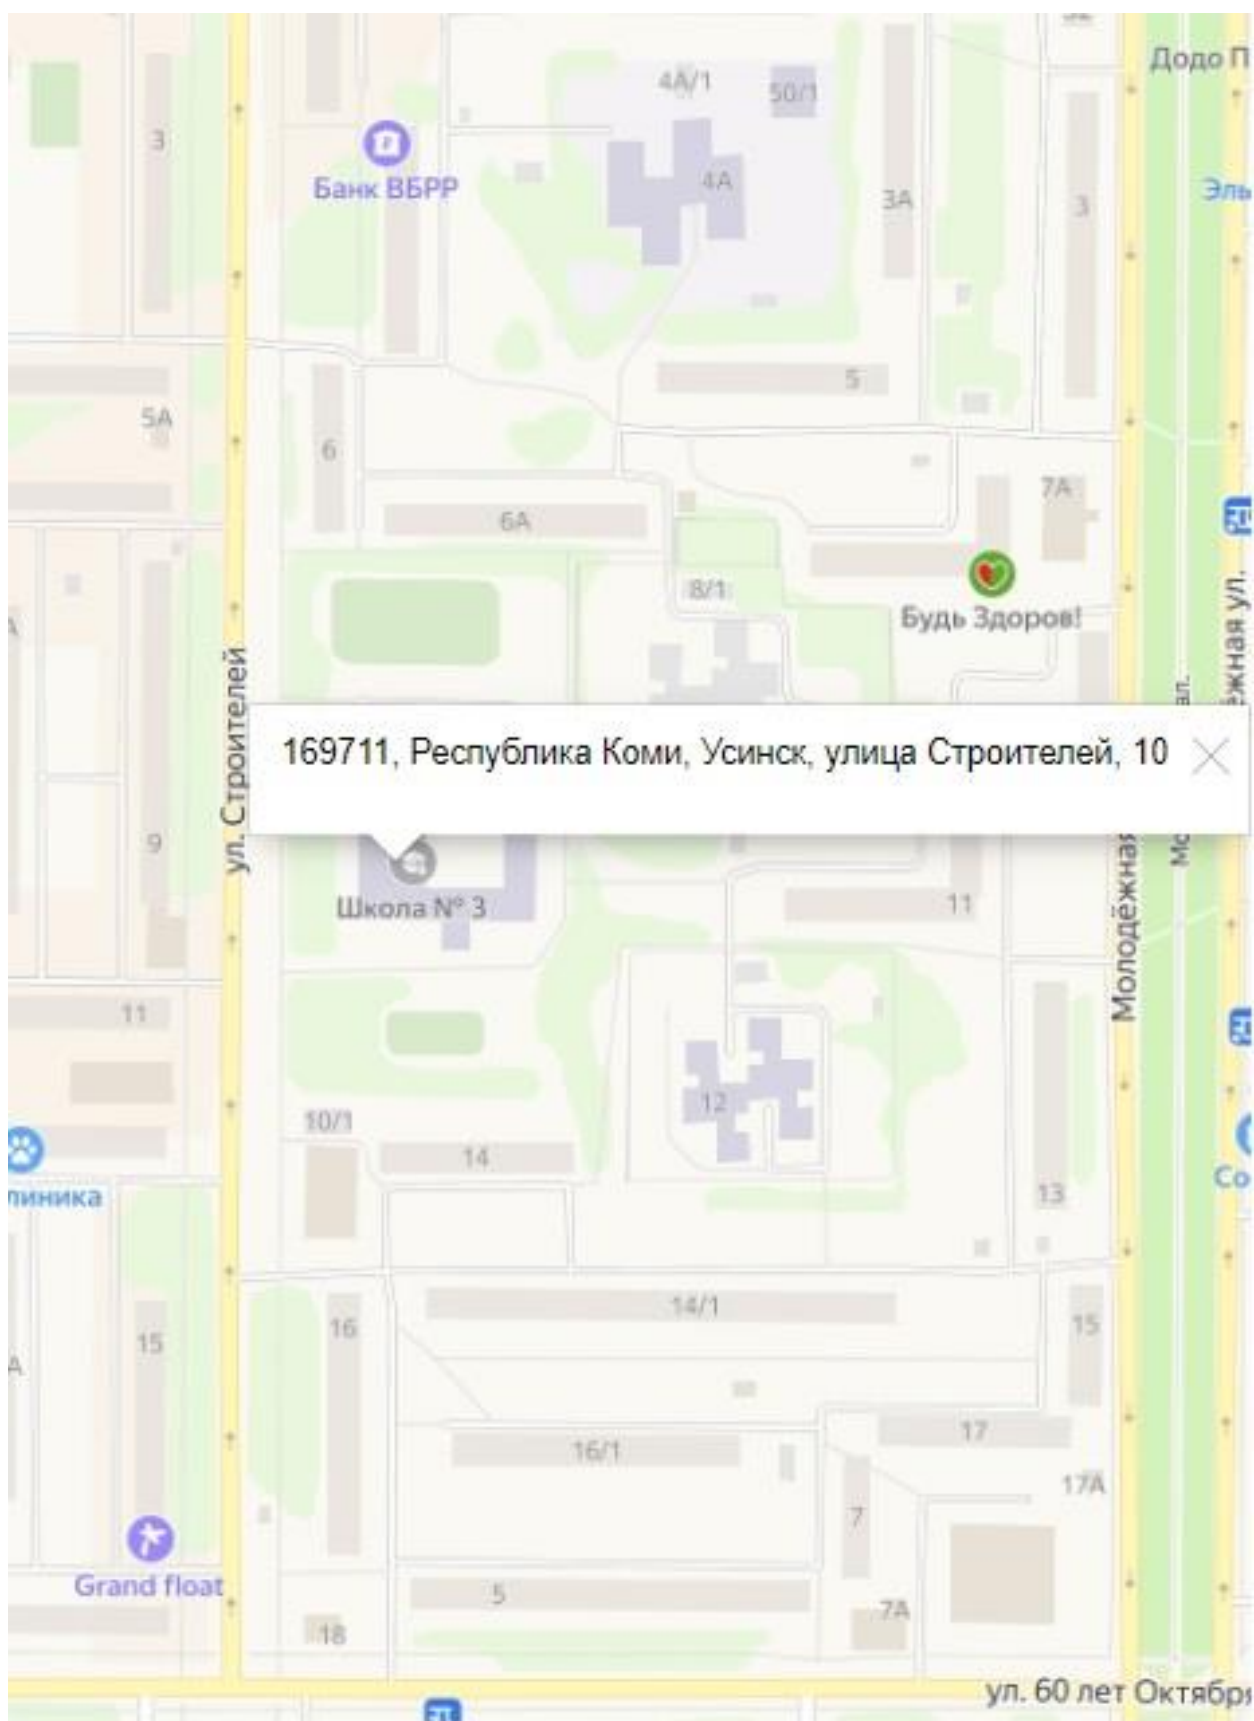 Додо П
4А/1
50/1
3
Банк ВБРР
4А
3А
3
Эль
5
5А
6
7А
6А
8/1
Будь Здоров!
ул. Строителей
169711, Республика Коми, Усинск, улица Строителей, 10
9
Школа № 3
11
Молодёжная
11
12
10/1
14
13
линика
Со
14/1
15
16
15
17
16/1
17А
7
Grand float
5
7А
18
ул. 60 лет Октябр